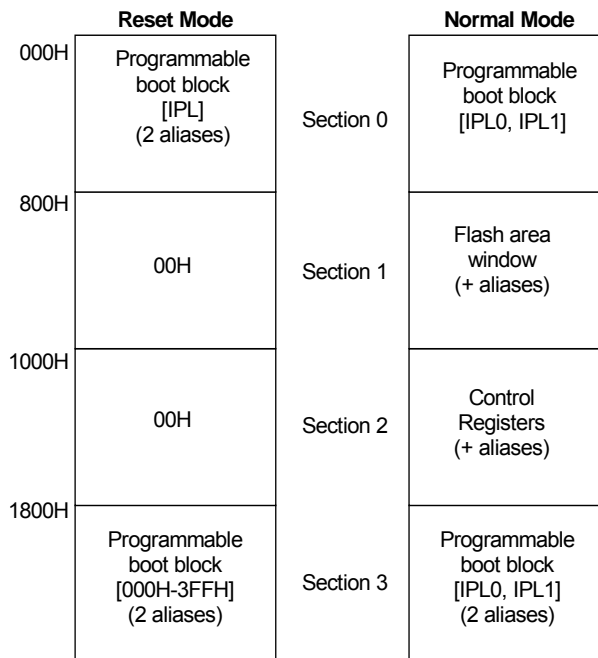 Reset Mode
Normal Mode
000H
Programmable
boot block
[IPL]
(2 aliases)
Section 0
Programmable
boot block
[IPL0, IPL1]
800H
00H
Section 1
Flash area
window
(+ aliases)
1000H
00H
Section 2
Control
Registers
(+ aliases)
1800H
Programmable
boot block
[000H-3FFH]
(2 aliases)
Section 3
Programmable
boot block
[IPL0, IPL1]
(2 aliases)